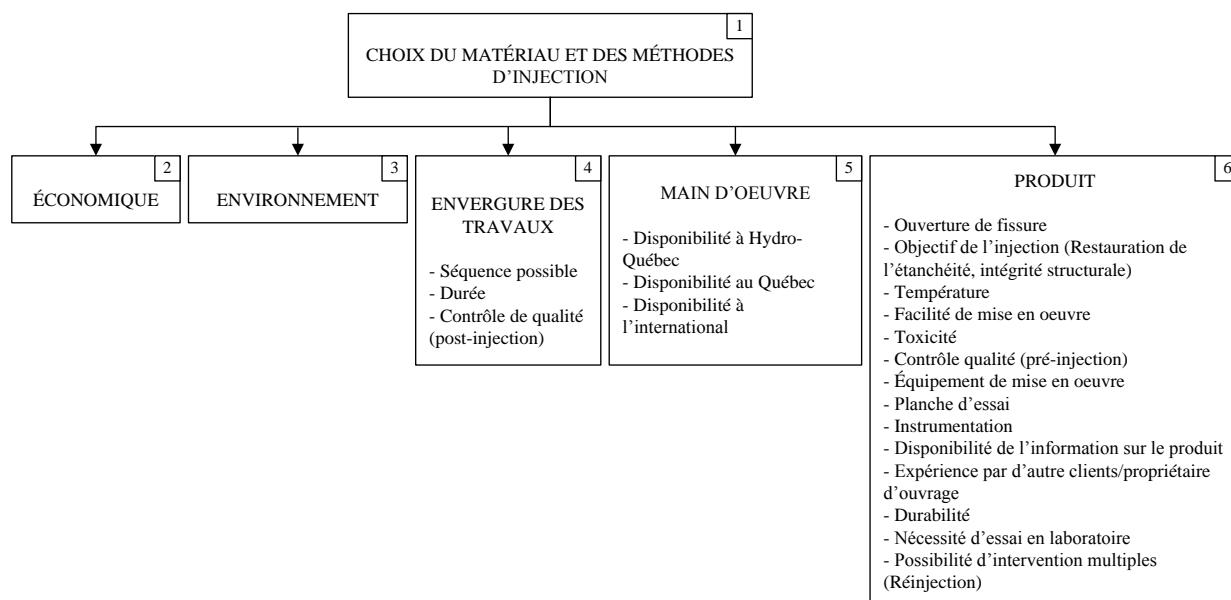 1
CHOIX DU MATÉRIAU ET DES MÉTHODES
D'INJECTION
2
ÉCONOMIQUE
3
ENVIRONNEMENT
4
ENVERGURE DES
TRAVAUX
- Séquence possible
- Durée
- Contrôle de qualité
(post-injection)
5
MAIN D'OEUVRE
- Disponibilité à Hydro-
Québec
- Disponibilité au Québec
- Disponibilité à
l'international
6
PRODUIT
- Ouverture de fissure
- Objectif de l'injection (Restauration de
l'étanchéité, intégrité structurale)
- Température
- Facilité de mise en oeuvre
- Toxicité
- Contrôle qualité (pré-injection)
- Équipement de mise en oeuvre
- Planche d'essai
- Instrumentation
- Disponibilité de l'information sur le produit
- Expérience par d'autre clients/propriétaire
d'ouvrage
- Durabilité
- Nécessité d'essai en laboratoire
- Possibilité d'intervention multiples
(Réinjection)